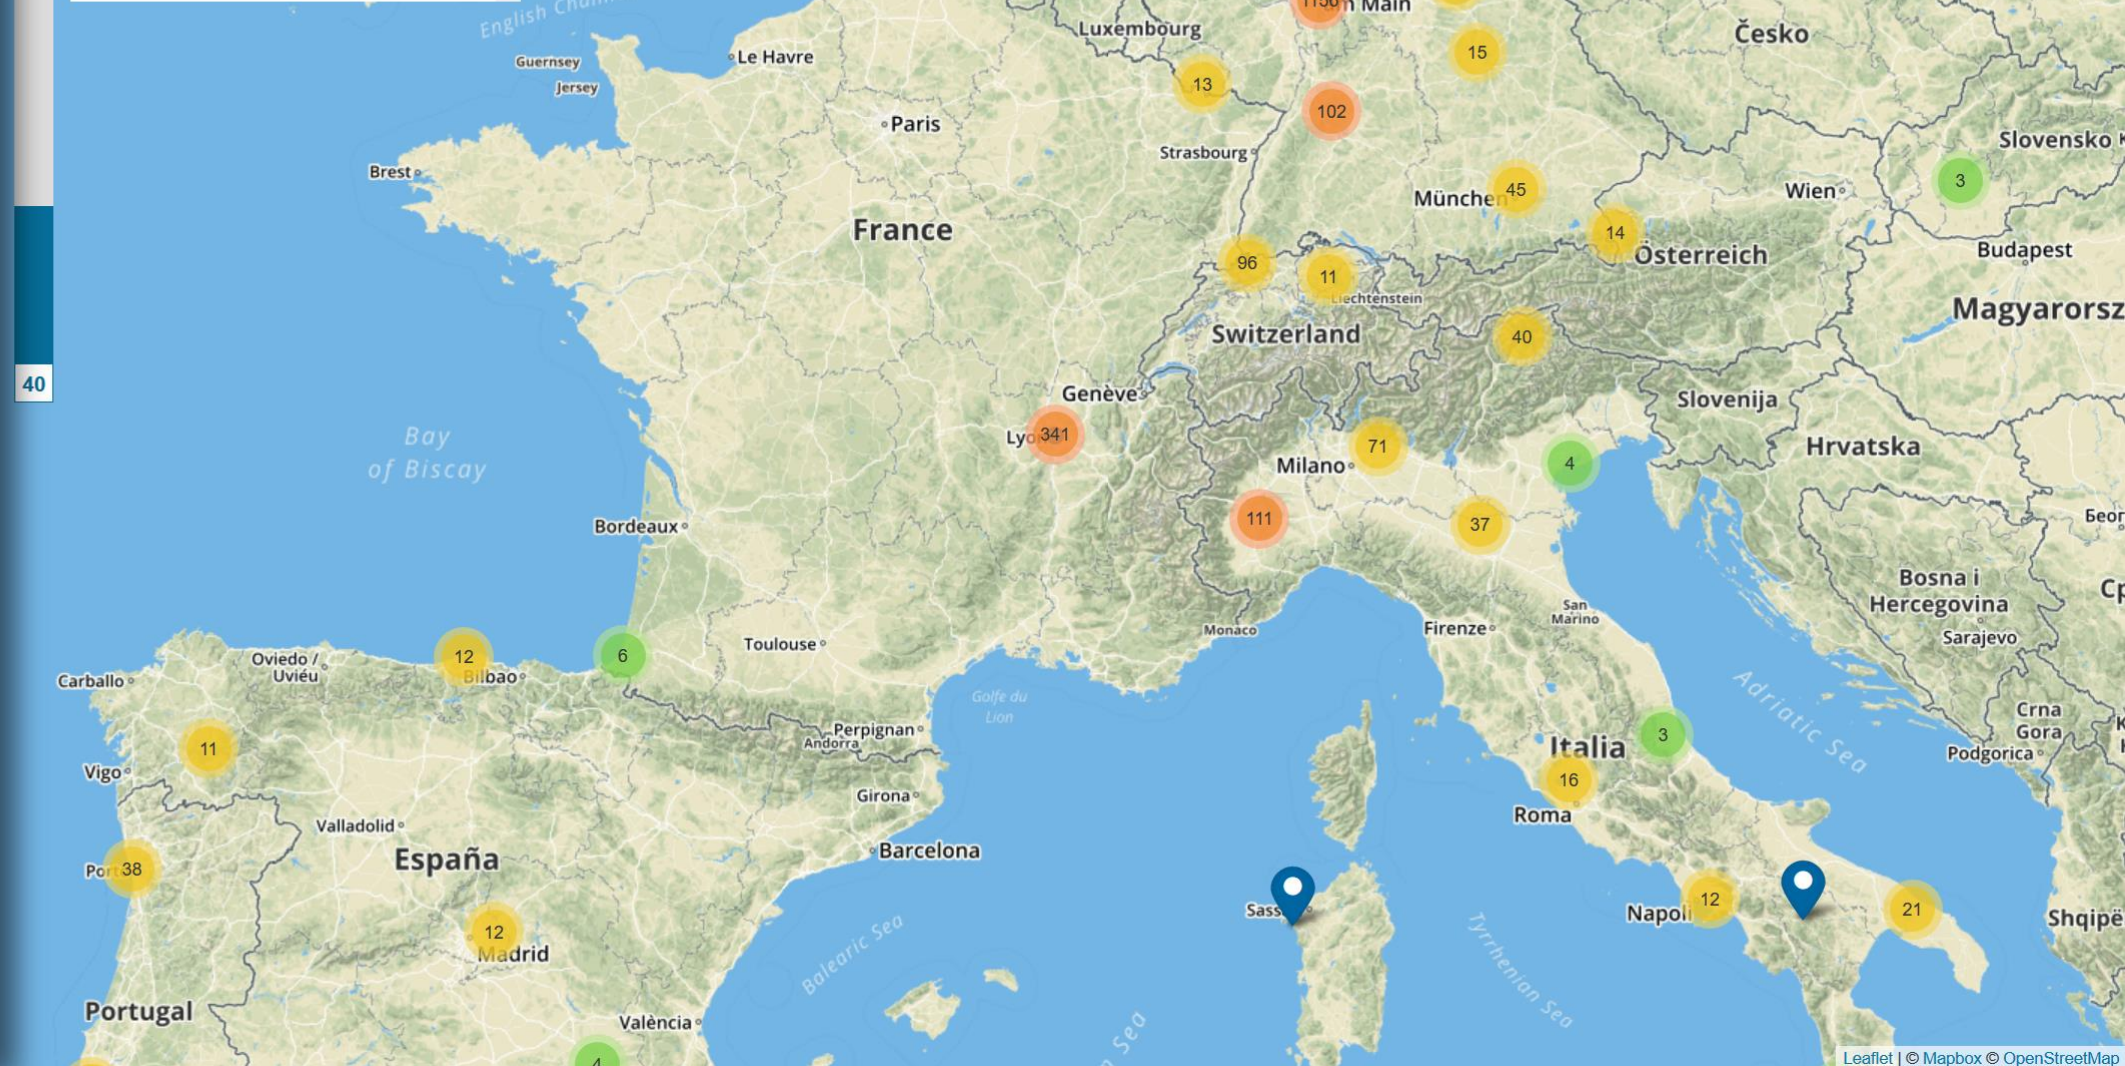 English
1156
Main
Luxembourg
Česko
15
Le Havre
Guernsey
13
Jersey
102
Paris
Slovensko
Strasbourg
Brest
3
45
Wien
München
France
14
Budapest
Österreich
96
11
Liechtenstein
Magyarorsz
Switzerland
40
40
Genève
Slovenija
Bay
of Biscay
341
71
Hrvatska
Milano
4
111
37
Bordeaux
Bosna i
Hercegovina
San
Marino
Monaco
Firenze
Sarajevo
Toulouse
12
6
Oviedo /
Uviéu
Bilbao
Carballo
Adriatic Sea
Golfe du
Lion
Crna
Gora
Perpignan
Andorra
3
Italia
11
Podgorica
Vigo
16
Girona
Roma
Valladolid
Barcelona
España
38
12
21
Napoli
Sass
Shqipë
12
Madrid
Balearic Sea
Tyrrhenian Sea
Portugal
València
Sea
4
Leaflet | © Mapbox © OpenStreetMap